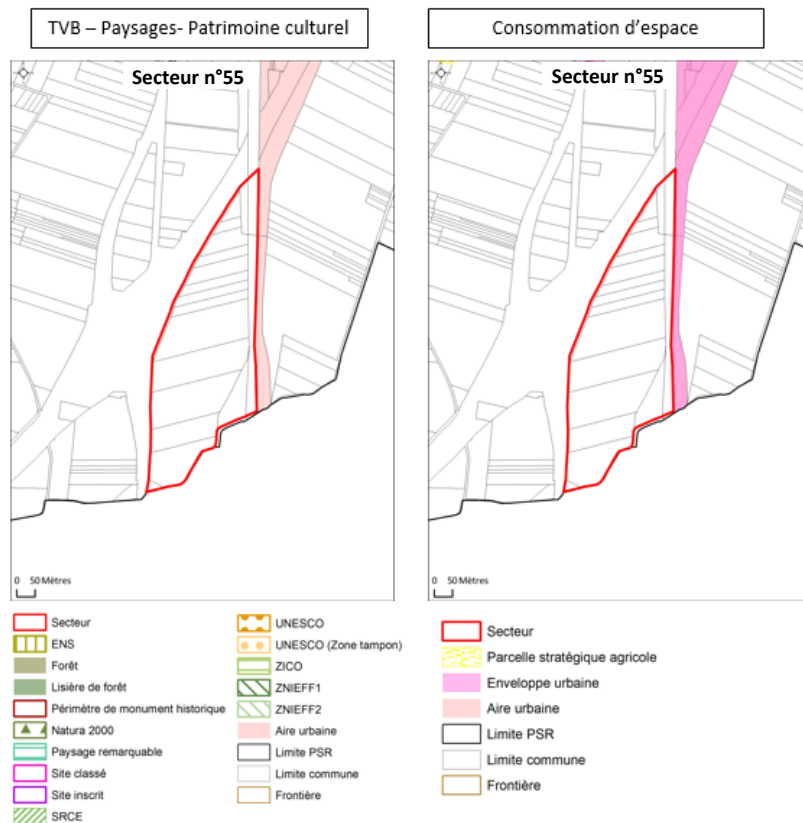 TVB – Paysages- Patrimoine culturel
Consommation d'espace
Secteur n°55
Secteur n°55
0 50 Mètres
0 50 Mètres
Secteur
ENS
Forêt
Lisière de forêt
Périmètre de monument historique
Natura 2000
Paysage remarquable
Site classé
Site inscrit
SRCE
UNESCO
UNESCO (Zone tampon)
ZICO
ZNIEFF1
ZNIEFF2
Aire urbaine
Limite PSR
Limite commune
Frontière
Secteur
Parcelle stratégique agricole
Enveloppe urbaine
Aire urbaine
Limite PSR
Limite commune
Frontière